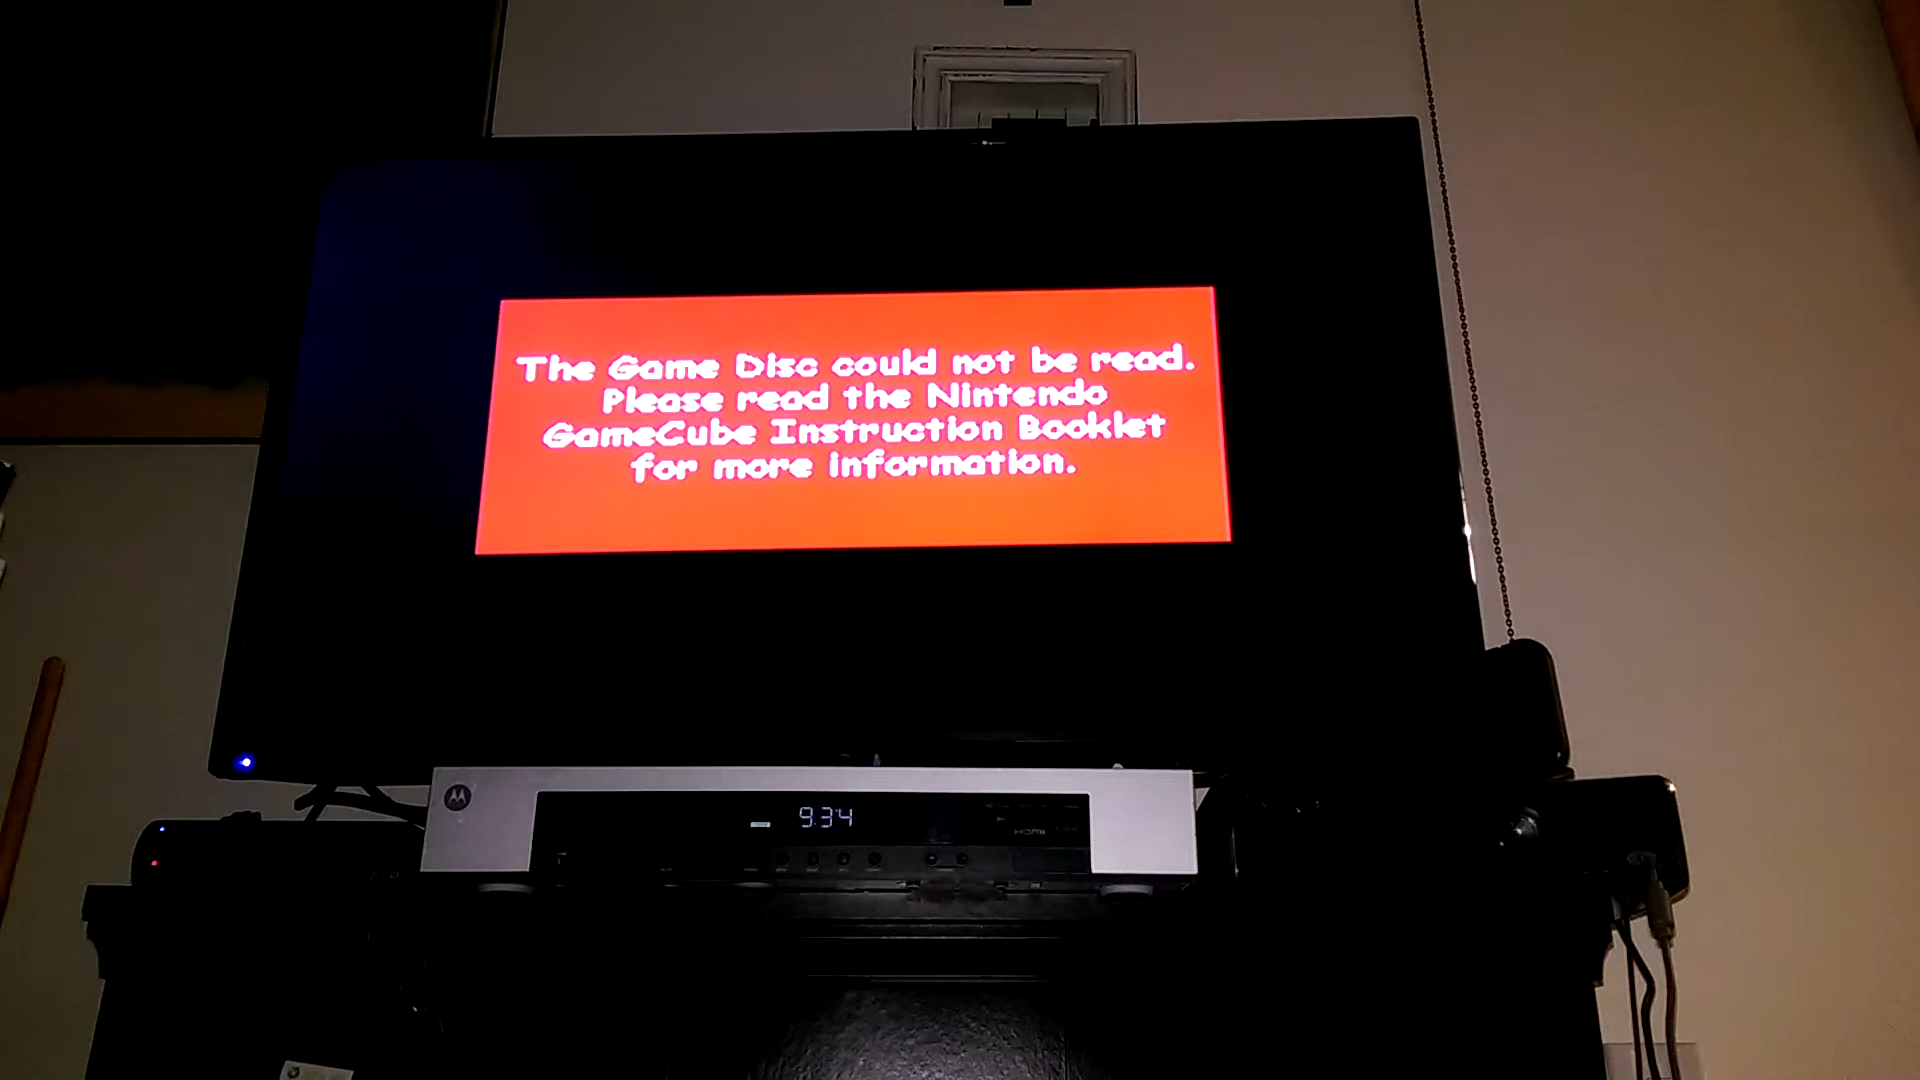 The Game Disc could not be read.
Please read the Nintendo
GameCube Instruction Booklet
for more information.
9:34
HDMI